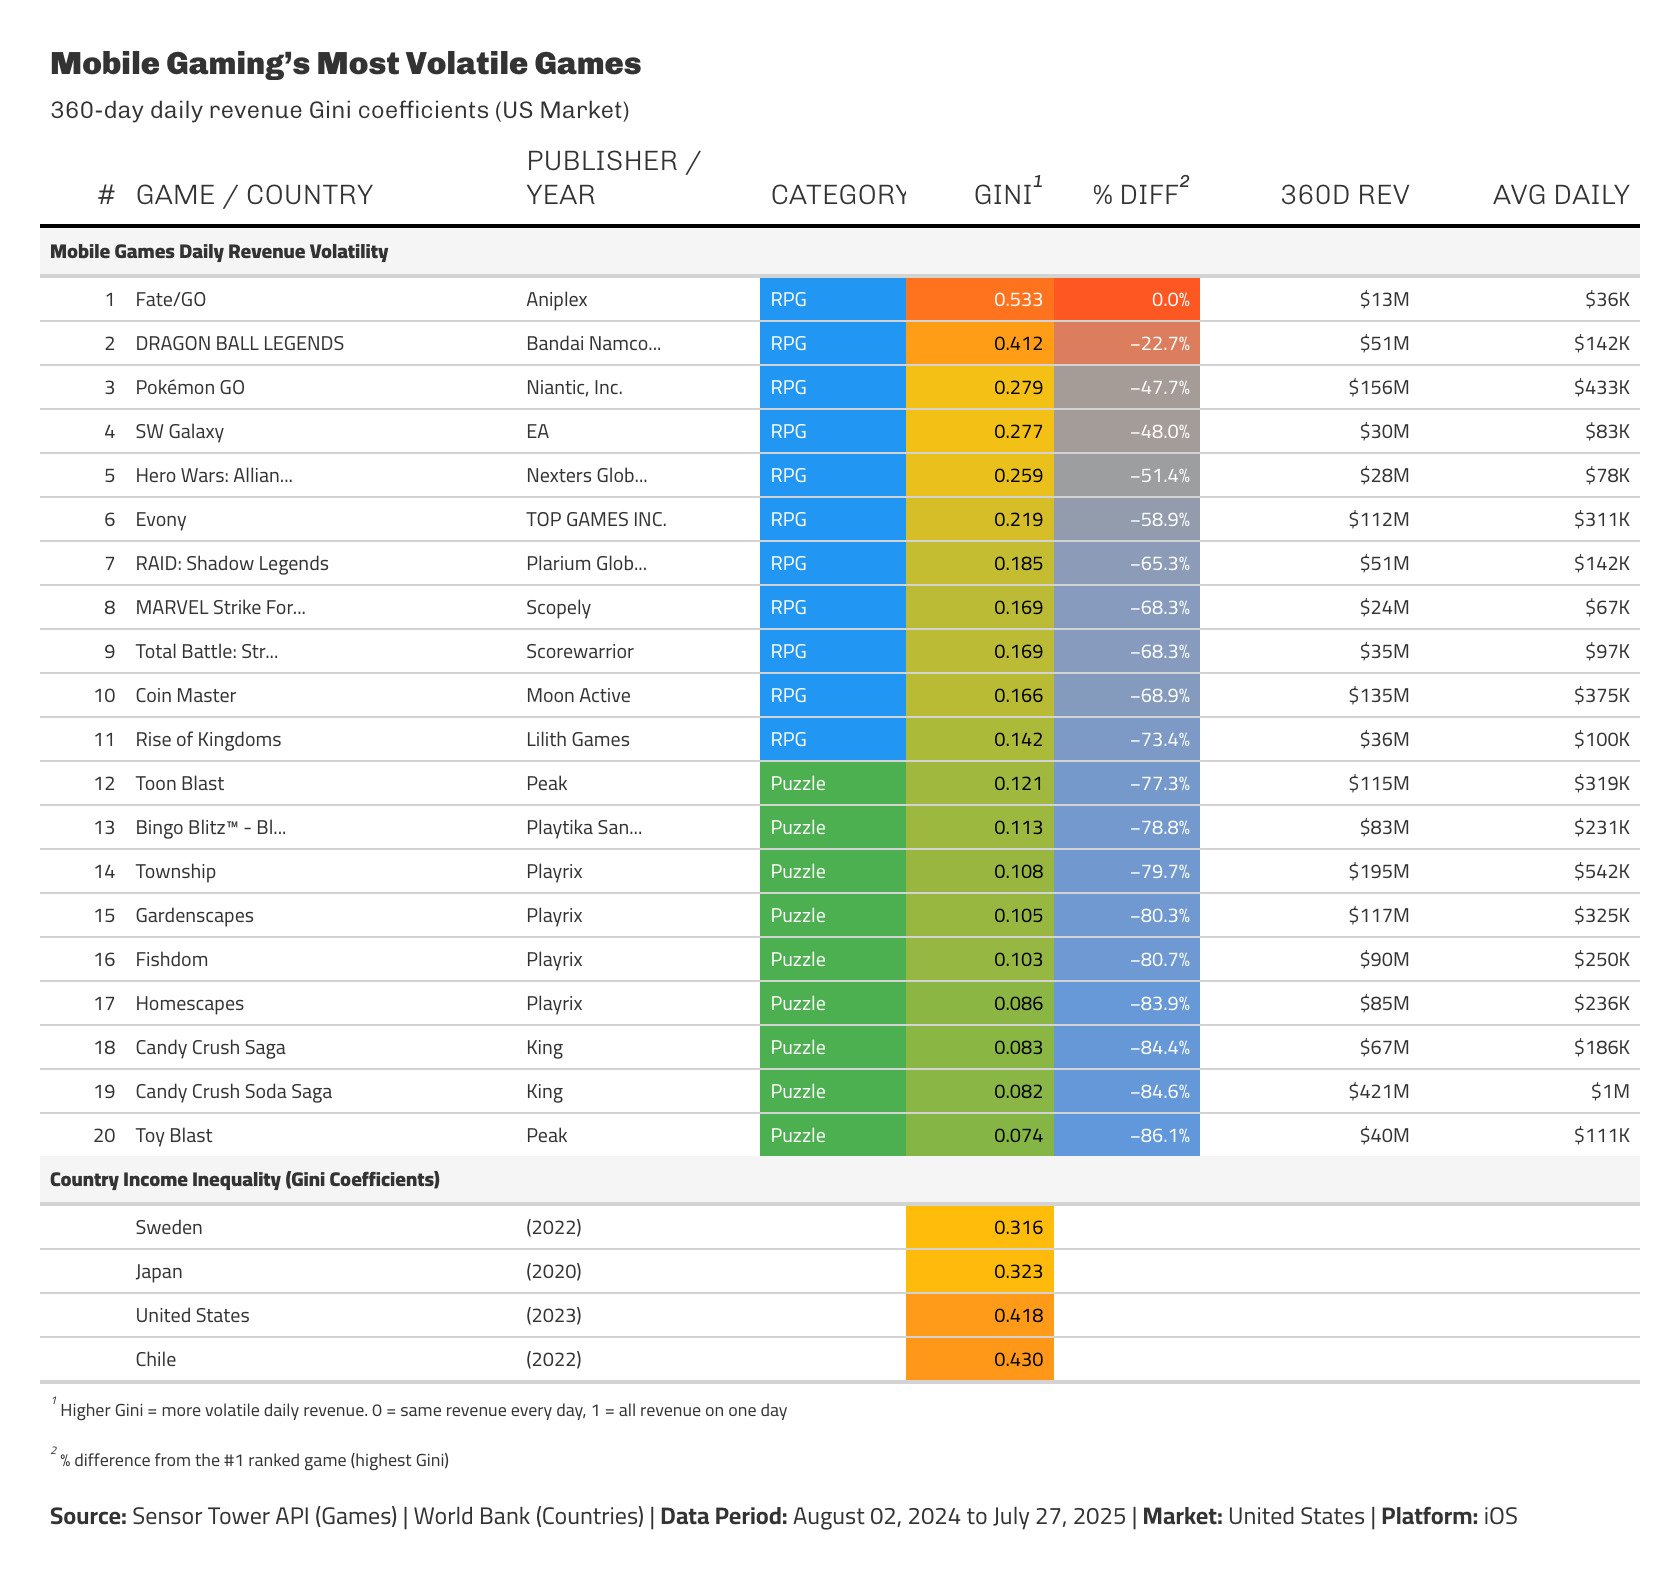 Mobile Gaming’s Most Volatile Games
360-day daily revenue Gini coefficients (US Market)
# GAME / COUNTRY PUBLISHER / YEAR CATEGORY GINI1 % DIFF2 360D REV AVG DAILY
Mobile Games Daily Revenue Volatility
1 Fate/GO Aniplex RPG 0.533 0.0% $13M $36K
2 DRAGON BALL LEGENDS Bandai Namco... RPG 0.412 −22.7% $51M $142K
3 Pokémon GO Niantic, Inc. RPG 0.279 −47.7% $156M $433K
4 SW Galaxy EA RPG 0.277 −48.0% $30M $83K
5 Hero Wars: Allian... Nexters Glob... RPG 0.259 −51.4% $28M $78K
6 Evony TOP GAMES INC. RPG 0.219 −58.9% $112M $311K
7 RAID: Shadow Legends Plarium Glob... RPG 0.185 −65.3% $51M $142K
8 MARVEL Strike For... Scopely RPG 0.169 −68.3% $24M $67K
9 Total Battle: Str... Scorewarrior RPG 0.169 −68.3% $35M $97K
10 Coin Master Moon Active RPG 0.166 −68.9% $135M $375K
11 Rise of Kingdoms Lilith Games RPG 0.142 −73.4% $36M $100K
12 Toon Blast Peak Puzzle 0.121 −77.3% $115M $319K
13 Bingo Blitz™ - Bl... Playtika San... Puzzle 0.113 −78.8% $83M $231K
14 Township Playrix Puzzle 0.108 −79.7% $195M $542K
15 Gardenscapes Playrix Puzzle 0.105 −80.3% $117M $325K
16 Fishdom Playrix Puzzle 0.103 −80.7% $90M $250K
17 Homescapes Playrix Puzzle 0.086 −83.9% $85M $236K
18 Candy Crush Saga King Puzzle 0.083 −84.4% $67M $186K
19 Candy Crush Soda Saga King Puzzle 0.082 −84.6% $421M $1M
20 Toy Blast Peak Puzzle 0.074 −86.1% $40M $111K
Country Income Inequality (Gini Coefficients)
Sweden (2022) 0.316
Japan (2020) 0.323
United States (2023) 0.418
Chile (2022) 0.430
1 Higher Gini = more volatile daily revenue. 0 = same revenue every day, 1 = all revenue on one day
2 % difference from the #1 ranked game (highest Gini)
Source: Sensor Tower API (Games) | World Bank (Countries) | Data Period: August 02, 2024 to July 27, 2025 | Market: United States | Platform: iOS